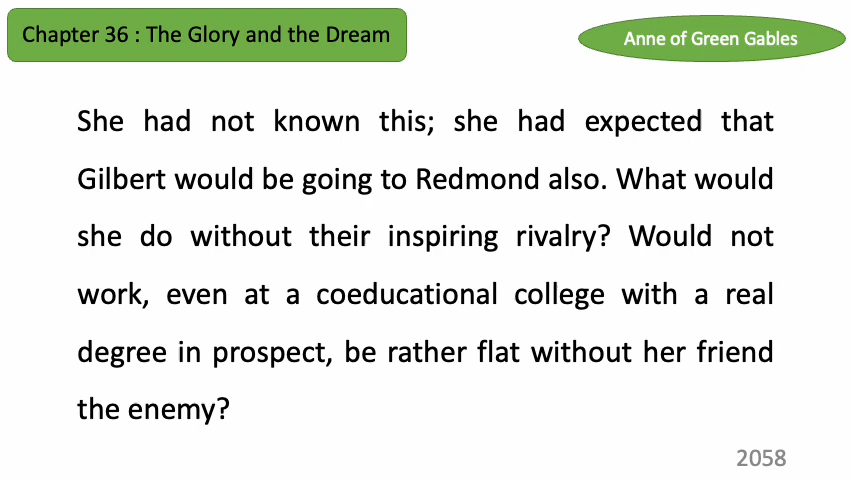 Chapter 36 : The Glory and the Dream
Anne of Green Gables
She had not known this; she had expected that
Gilbert would be going to Redmond also. What would
she do without their inspiring rivalry? Would not
work, even at a coeducational college with a real
degree in prospect, be rather flat without her friend
the enemy?
2058